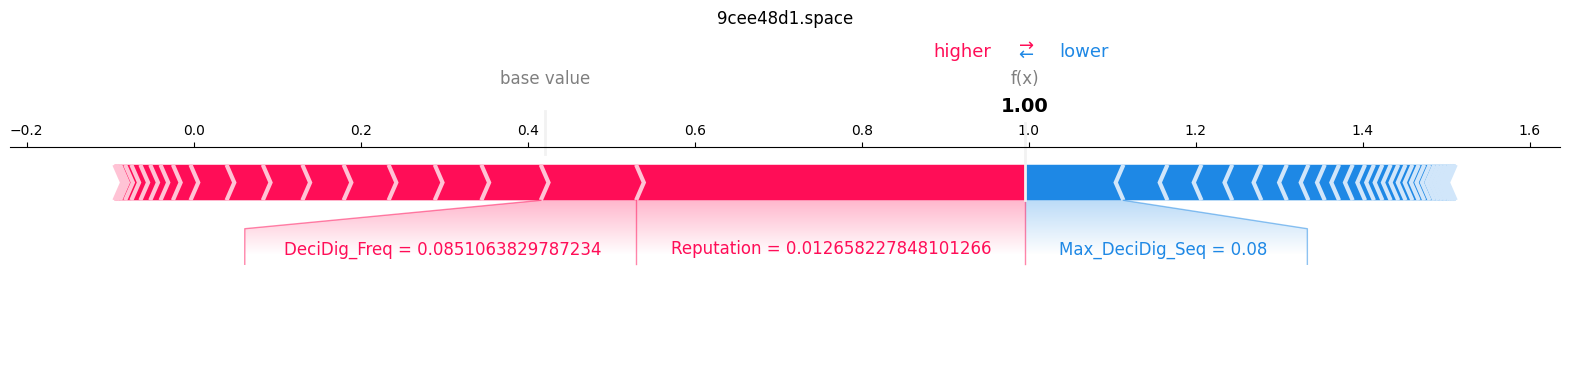 9cee48d1.space
higher ⇄ lower
base value f(x)
1.00
−0.2 0.0 0.2 0.4 0.6 0.8 1.0 1.2 1.4 1.6
DeciDig_Freq = 0.0851063829787234 Reputation = 0.012658227848101266 Max_DeciDig_Seq = 0.08